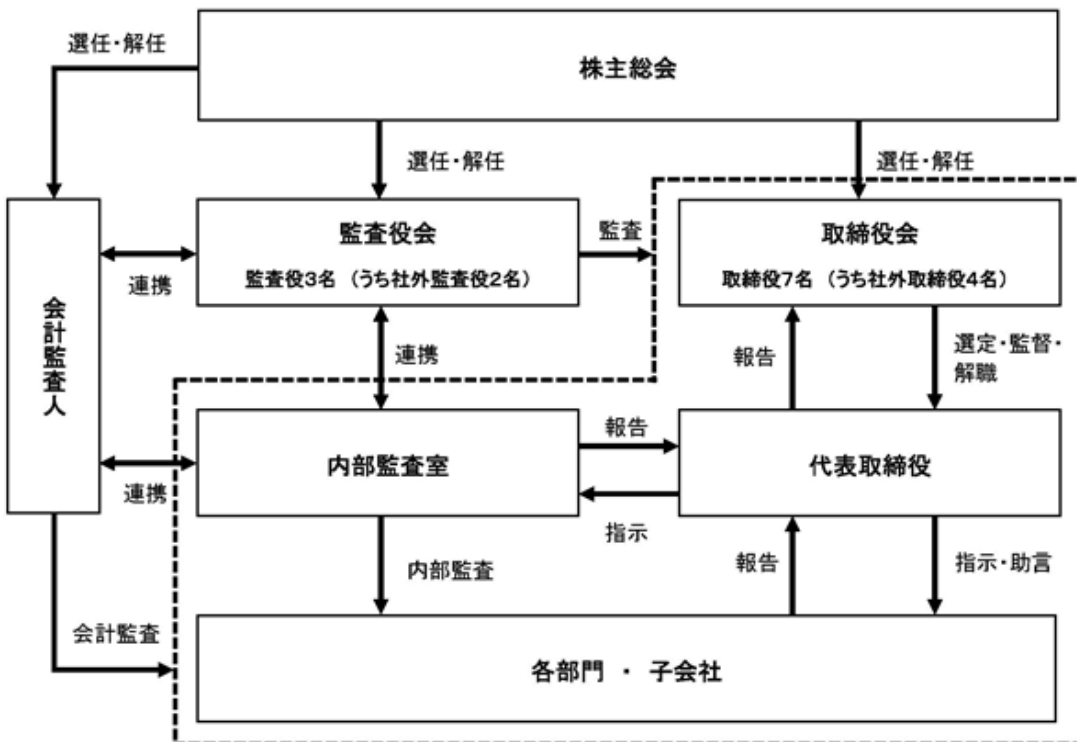 選任・解任
株主総会
選任・解任
選任・解任
監査役会
監査役3名（うち社外監査役2名）
監査
取締役会
取締役7名（うち社外取締役4名）
連携
会計監査人
連携
報告
選定・監督・
解職
内部監査室
報告
代表取締役
連携
指示
内部監査
報告
指示・助言
会計監査
各部門 ・ 子会社